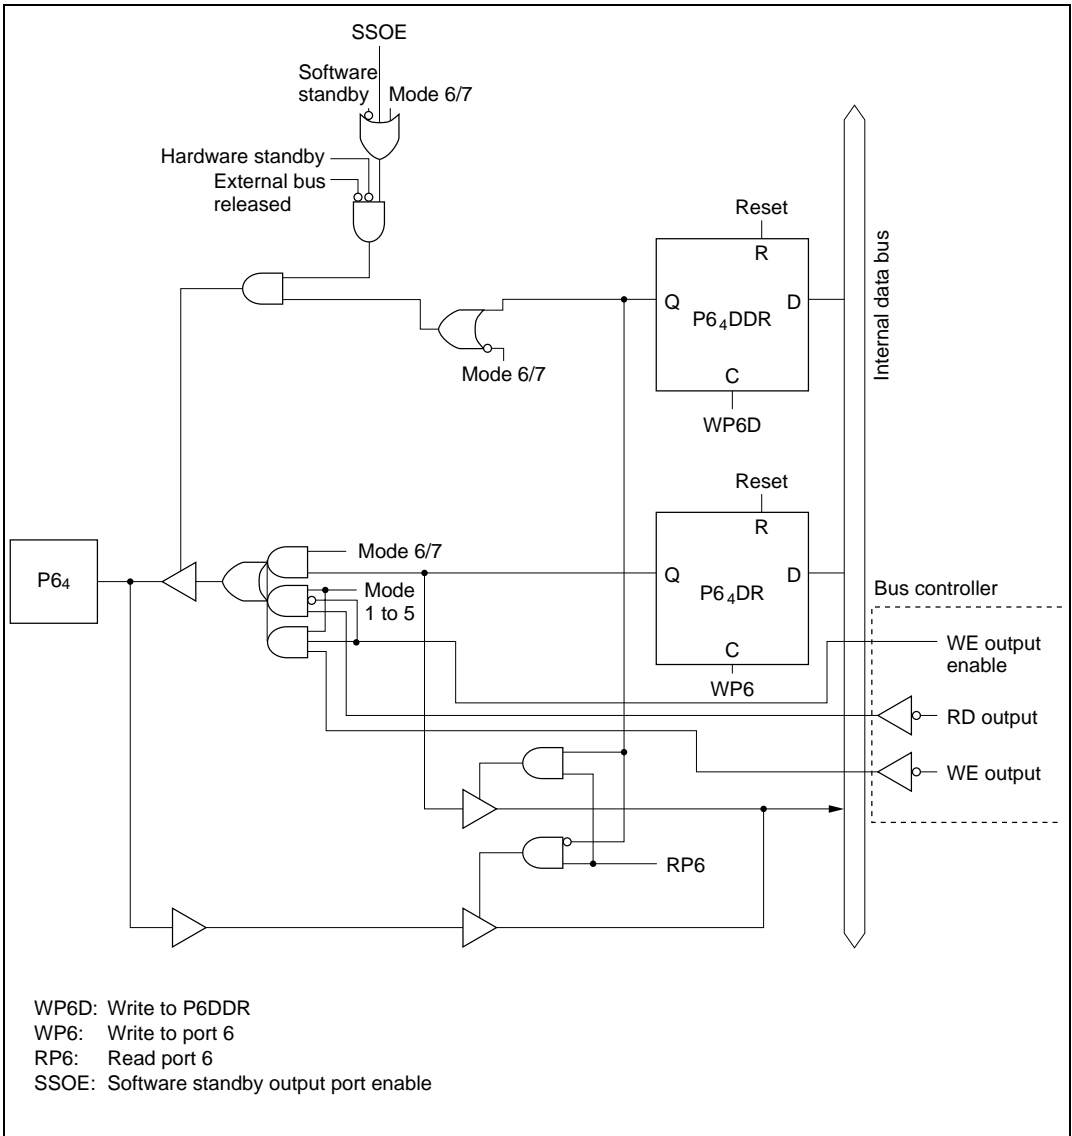 SSOE
Software
standby
Mode 6/7
Hardware standby
External bus
released
Reset
R
Q
D
P6₄DDR
C
WP6D
Mode 6/7
Internal data bus
Reset
R
Q
D
P6₄DR
C
WP6
P6₄
Mode 6/7
Mode
1 to 5
Bus controller
WE output
enable
RD output
WE output
RP6
WP6D: Write to P6DDR
WP6: Write to port 6
RP6: Read port 6
SSOE: Software standby output port enable